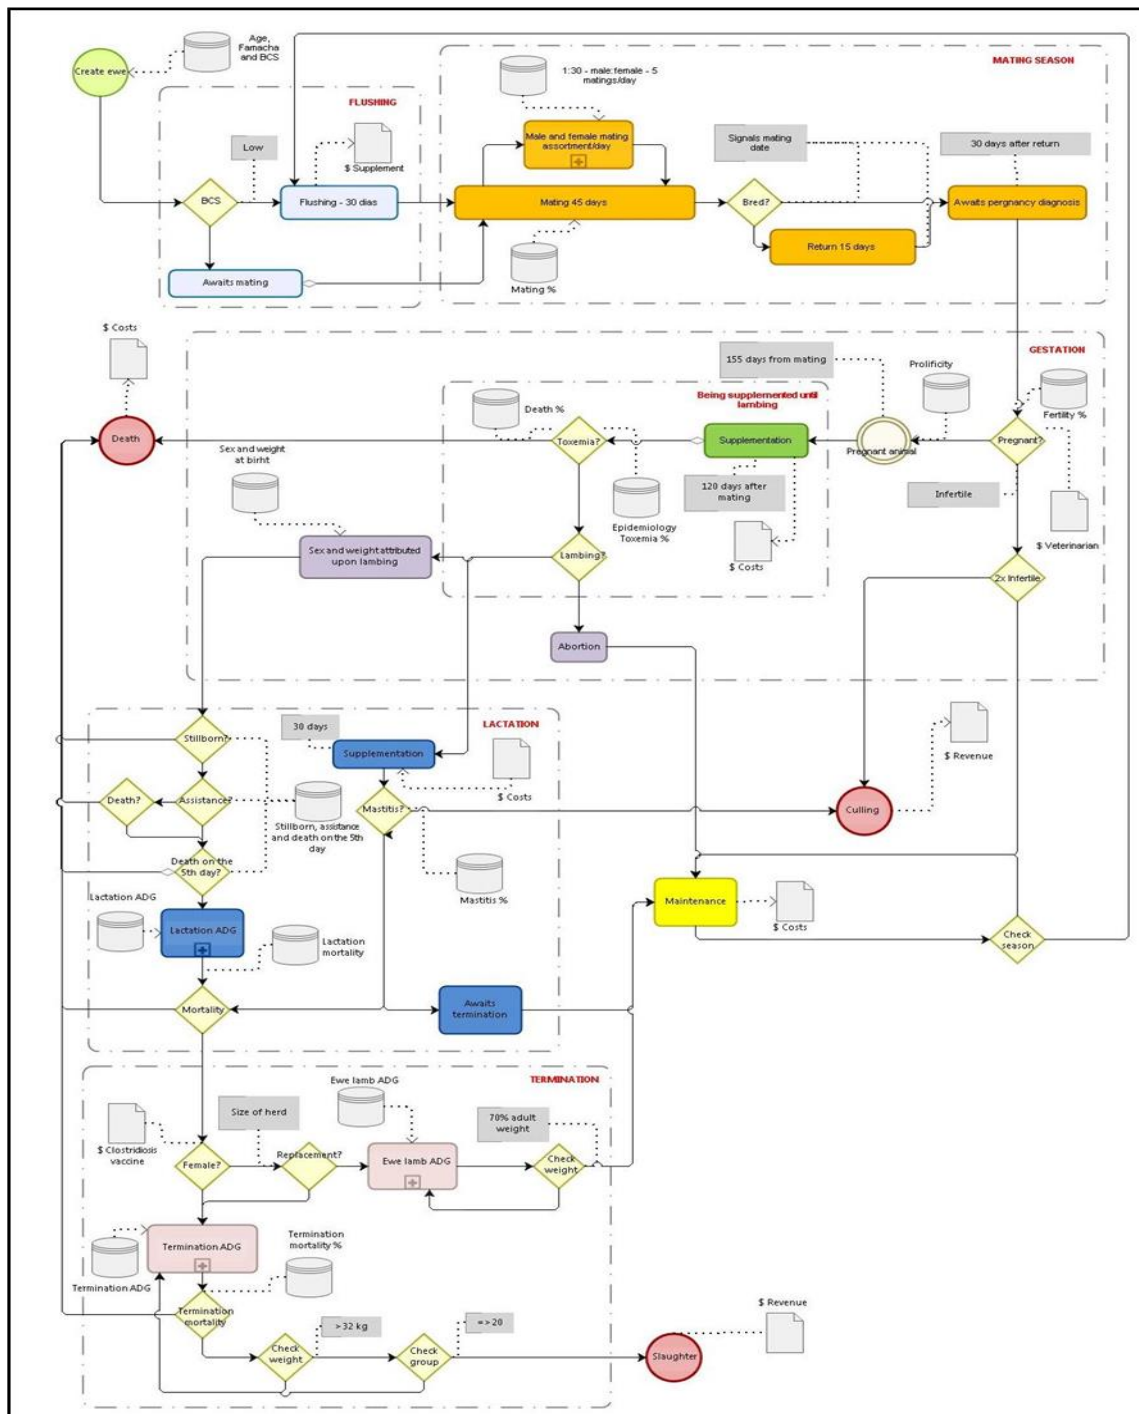 Age,
Famacha
and BCS
Create ewe
FLUSHING
Low
$ Supplement
BCS
Flushing - 30 dias
Awaits mating
MATING SEASON
1:30 - male:female - 5
matings/day
Male and female mating
assortment/day
Mating 45 days
Mating %
Signals mating
date
Bred?
Return 15 days
30 days after return
Awaits pergnancy diagnosis
$ Costs
Death
GESTATION
155 days from mating
Prolificity
Fertility %
Being supplemented until
lambing
Death %
Toxemia?
Supplementation
Pregnant animal
Pregnant?
Sex and weight
at birht
120 days after
mating
Infertile
Epidemiology
Toxemia %
$ Costs
$ Veterinarian
Sex and weight attributed
upon lambing
Lambing?
2x Infertile
Abortion
LACTATION
30 days
Stillborn?
Supplementation
$ Costs
$ Revenue
Death?
Assistance?
Mastitis?
Culling
Stillborn, assistance
and death on the 5th
day
Death on the
5th day?
Mastitis %
Lactation ADG
Lactation ADG
Lactation
mortality
Maintenance
$ Costs
Check
season
Mortality
Awaits
termination
TERMINATION
Ewe lamb ADG
Size of herd
70% adult
weight
$ Clostridiosis
vaccine
Female?
Replacement?
Ewe lamb ADG
Check
weight
Termination ADG
Termination
mortality %
Termination ADG
Termination
mortality
>32 kg
=>20
Check
weight
Check
group
$ Revenue
Slaughter